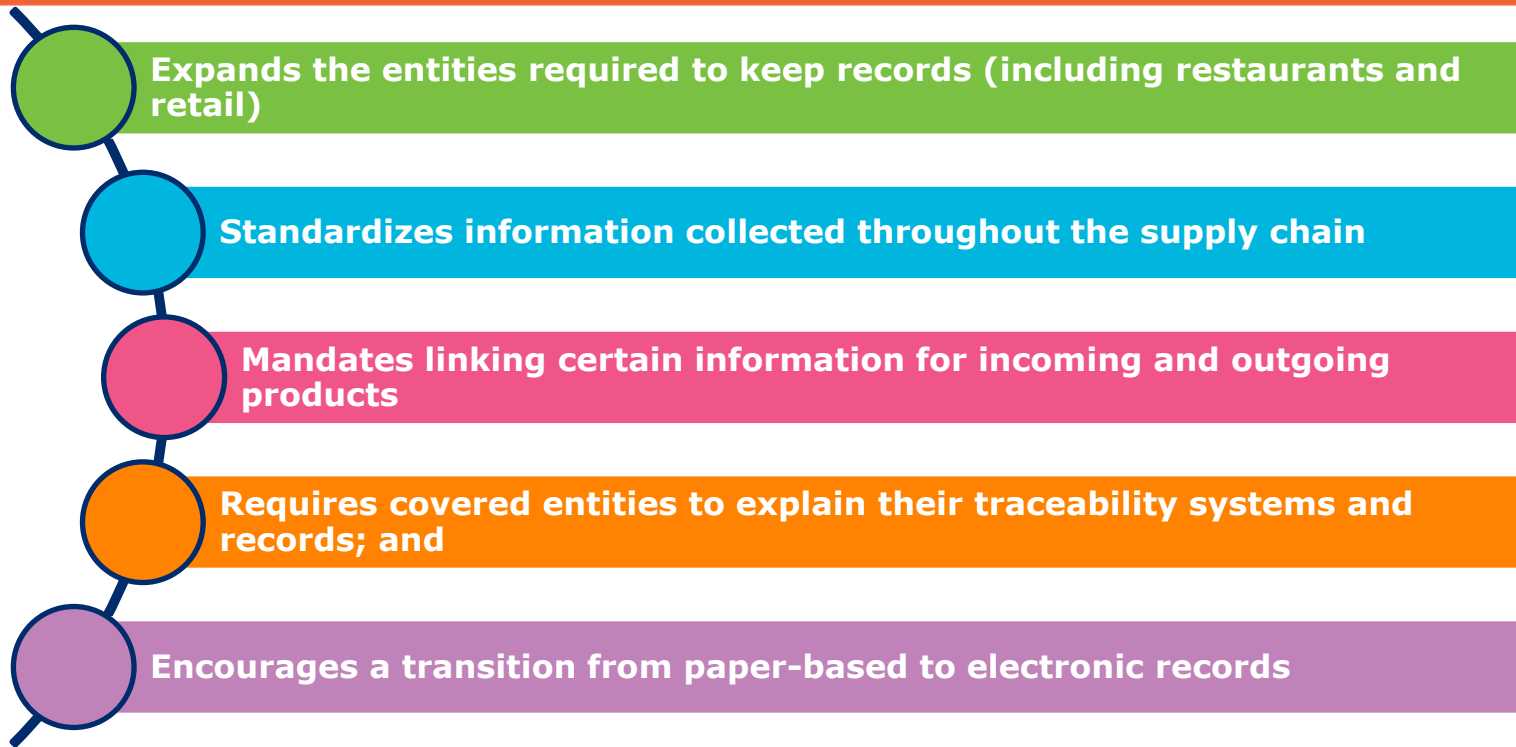 Expands the entities required to keep records (including restaurants and
retail)
Standardizes information collected throughout the supply chain
Mandates linking certain information for incoming and outgoing
products
Requires covered entities to explain their traceability systems and
records; and
Encourages a transition from paper-based to electronic records